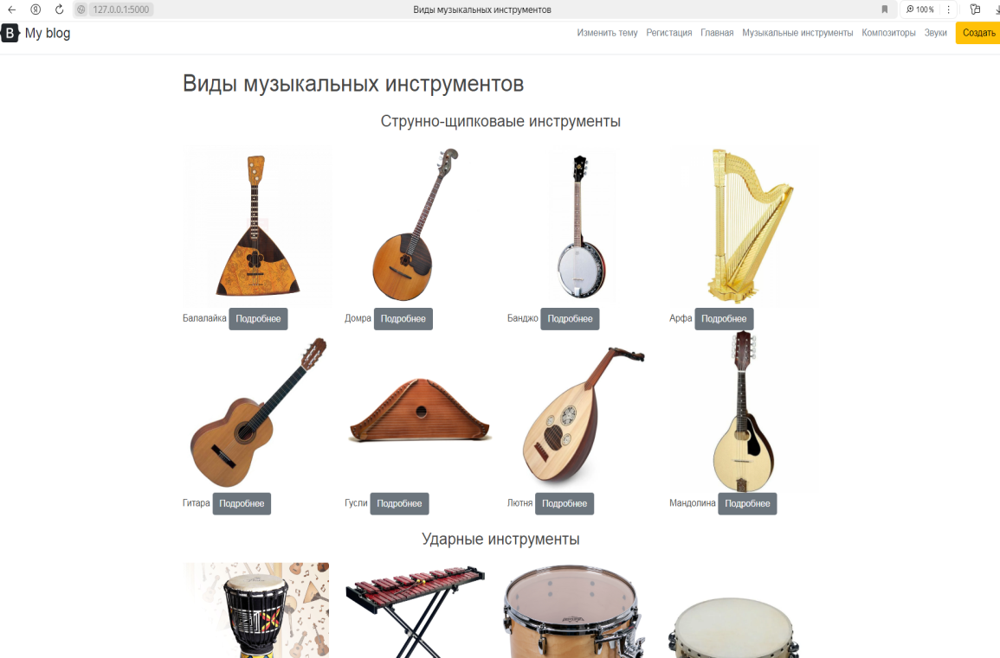 127.0.0.1:5000 Виды музыкальных инструментов 100 %
B My blog Изменить тему Регистация Главная Музыкальные инструменты Композиторы Звуки Создать
Виды музыкальных инструментов
Струнно-щипковаые инструменты
Балалайка Подробнее Домра Подробнее Банджо Подробнее Арфа Подробнее
Гитара Подробнее Гусли Подробнее Лютня Подробнее Мандолина Подробнее
Ударные инструменты